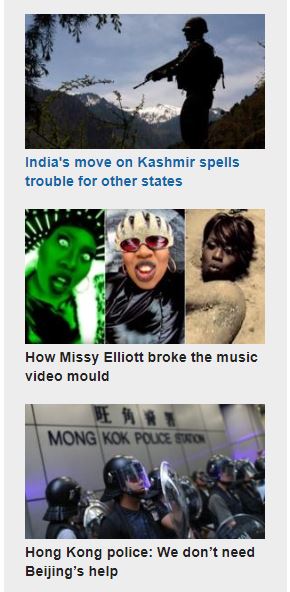 India's move on Kashmir spells
trouble for other states
How Missy Elliott broke the music
video mould
旺角警署
MONG KOK POLICE STATION
Hong Kong police: We don't need
Beijing's help